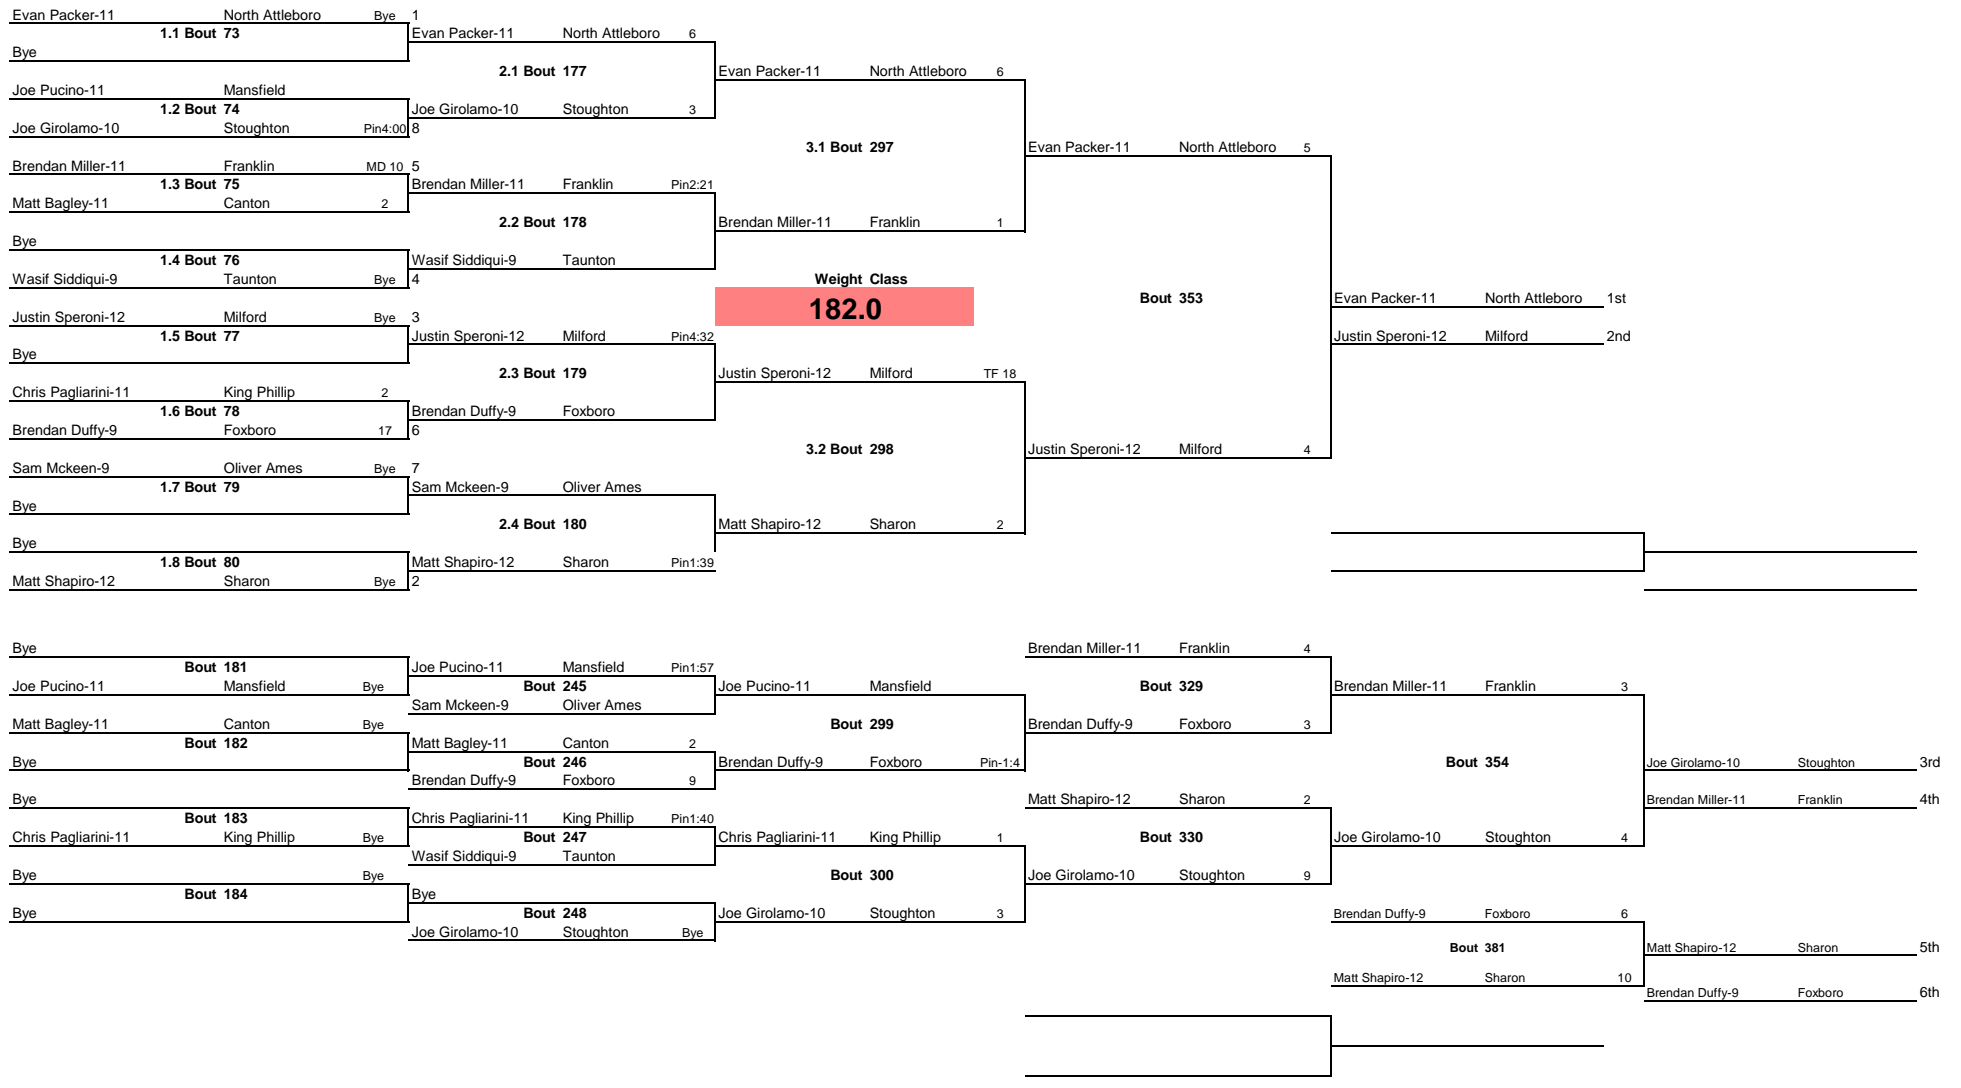 Evan Packer-11 North Attleboro Bye 1
1.1 Bout 73 Evan Packer-11 North Attleboro 6
Bye
2.1 Bout 177 Evan Packer-11 North Attleboro 6
Joe Pucino-11 Mansfield
1.2 Bout 74 Joe Girolamo-10 Stoughton 3
Joe Girolamo-10 Stoughton Pin4:00 8
3.1 Bout 297 Evan Packer-11 North Attleboro 5
Brendan Miller-11 Franklin MD 10 5
1.3 Bout 75 Brendan Miller-11 Franklin Pin2:21
Matt Bagley-11 Canton 2
2.2 Bout 178 Brendan Miller-11 Franklin 1
Bye
1.4 Bout 76 Wasif Siddiqui-9 Taunton
Wasif Siddiqui-9 Taunton Bye 4 Weight Class
182.0 Bout 353 Evan Packer-11 North Attleboro 1st
Justin Speroni-12 Milford Bye 3
1.5 Bout 77 Justin Speroni-12 Milford Pin4:32 Justin Speroni-12 Milford 2nd
Bye
2.3 Bout 179 Justin Speroni-12 Milford TF 18
Chris Pagliarini-11 King Phillip 2
1.6 Bout 78 Brendan Duffy-9 Foxboro
Brendan Duffy-9 Foxboro 17 6
3.2 Bout 298 Justin Speroni-12 Milford 4
Sam Mckeen-9 Oliver Ames Bye 7
1.7 Bout 79 Sam Mckeen-9 Oliver Ames
Bye
2.4 Bout 180 Matt Shapiro-12 Sharon 2
Bye
1.8 Bout 80 Matt Shapiro-12 Sharon Pin1:39
Matt Shapiro-12 Sharon Bye 2
Bye Brendan Miller-11 Franklin 4
Bout 181 Joe Pucino-11 Mansfield Pin1:57
Joe Pucino-11 Mansfield Bye Bout 245 Joe Pucino-11 Mansfield Bout 329 Brendan Miller-11 Franklin 3
Sam Mckeen-9 Oliver Ames
Matt Bagley-11 Canton Bye Bout 299 Brendan Duffy-9 Foxboro 3
Bout 182 Matt Bagley-11 Canton 2
Bye Bout 246 Brendan Duffy-9 Foxboro Pin-1:4 Bout 354 Joe Girolamo-10 Stoughton 3rd
Brendan Duffy-9 Foxboro 9
Bye Matt Shapiro-12 Sharon 2 Brendan Miller-11 Franklin 4th
Bout 183 Chris Pagliarini-11 King Phillip Pin1:40
Chris Pagliarini-11 King Phillip Bye Bout 247 Chris Pagliarini-11 King Phillip 1 Bout 330 Joe Girolamo-10 Stoughton 4
Wasif Siddiqui-9 Taunton
Bye Bye Bout 300 Joe Girolamo-10 Stoughton 9
Bout 184 Bye
Bye Bout 248 Joe Girolamo-10 Stoughton 3 Brendan Duffy-9 Foxboro 6
Joe Girolamo-10 Stoughton Bye
Bout 381 Matt Shapiro-12 Sharon 5th
Matt Shapiro-12 Sharon 10
Brendan Duffy-9 Foxboro 6th